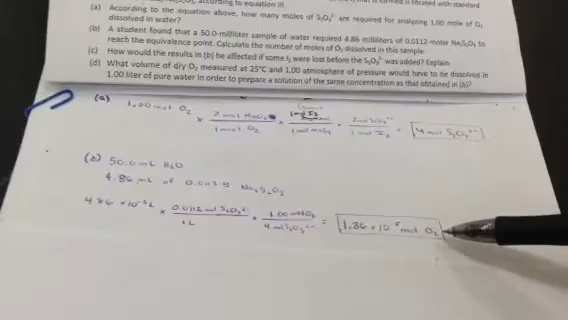 according to equation III.
is titrated with standard
(a) According to the equation above, how many moles of S₂O₃²⁻ are required for analyzing 1.00 mole of O₂
dissolved in water?
(b) A student found that a 50.0-milliliter sample of water required 4.86 milliliters of 0.0112-molar Na₂S₂O₃ to
reach the equivalence point. Calculate the number of moles of O₂ dissolved in this sample.
(c) How would the results in (b) be affected if some I₂ were lost before the S₂O₃²⁻ was added? Explain
(d) What volume of dry O₂ measured at 25°C and 1.00 atmosphere of pressure would have to be dissolved in
1.00 liter of pure water in order to prepare a solution of the same concentration as that obtained in (b)?
(a) 1.00 mol O₂ × 2 mol MnO₂ / 1 mol O₂ × 1 mol I₂ / 1 mol MnO₂ × 2 mol S₂O₃²⁻ / 1 mol I₂ = 4 mol S₂O₃²⁻
(b) 50.0 mL H₂O
4.86 mL of 0.0112 M Na₂S₂O₃
4.86 × 10⁻³ L × 0.0112 mol S₂O₃²⁻ / 1 L × 1.00 mol O₂ / 4 mol S₂O₃²⁻ = 1.36 × 10⁻⁵ mol O₂